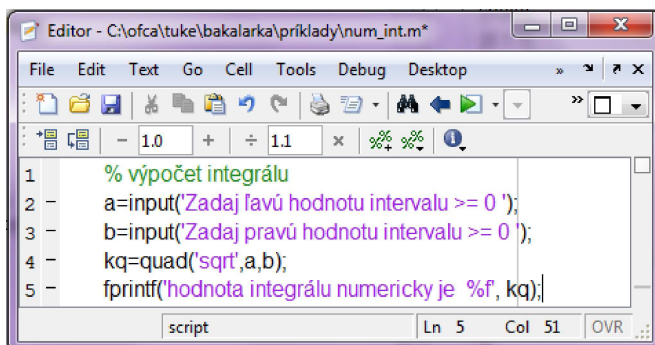 Editor - C:\ofca\tuke\bakalarka\príklady\num_int.m*
File Edit Text Go Cell Tools Debug Desktop »
»
- 1.0 + ÷ 1.1 ×
1 % výpočet integrálu
2 - a=input('Zadaj ľavú hodnotu intervalu >= 0 ');
3 - b=input('Zadaj pravú hodnotu intervalu >= 0 ');
4 - kq=quad('sqrt',a,b);
5 - fprintf('hodnota integrálu numericky je %f', kq);
script Ln 5 Col 51 OVR